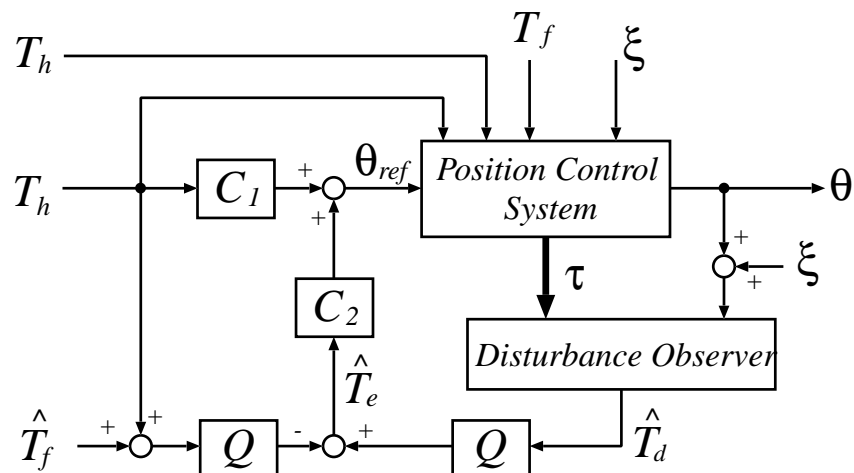 T_h
T_f
ξ
T_h
C_1
+
+
θ_ref
Position Control
System
θ
τ
+
+
ξ
C_2
Disturbance Observer
T̂_e
T̂_f
+
+
Q
-
+
Q
T̂_d